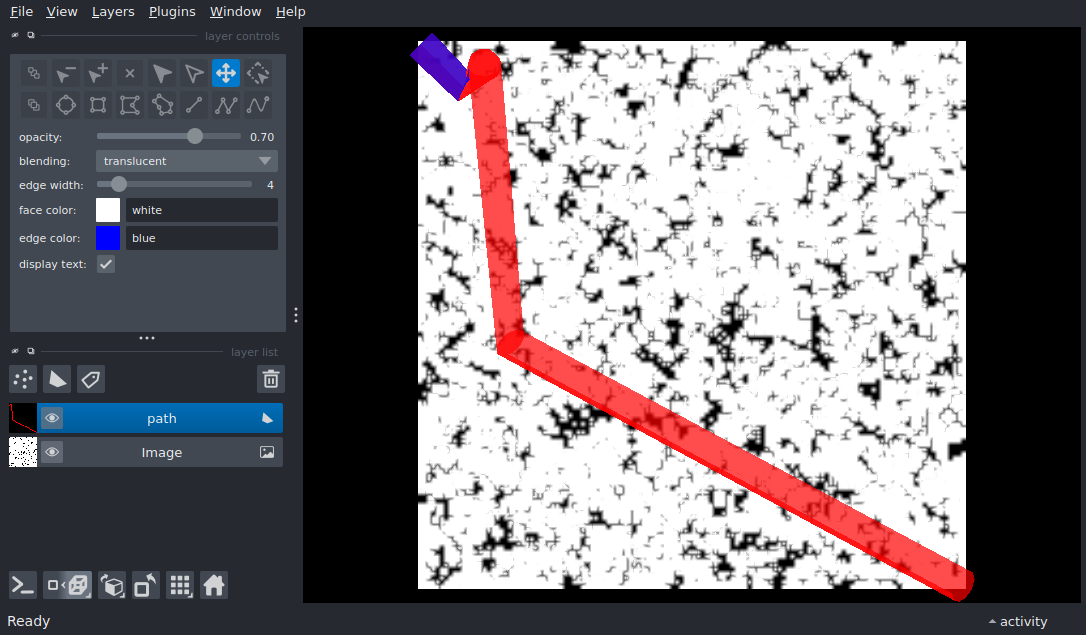 File View Layers Plugins Window Help
layer controls
opacity: 0.70
blending: translucent
edge width: 4
face color: white
edge color: blue
display text:
layer list
path
Image
Ready activity